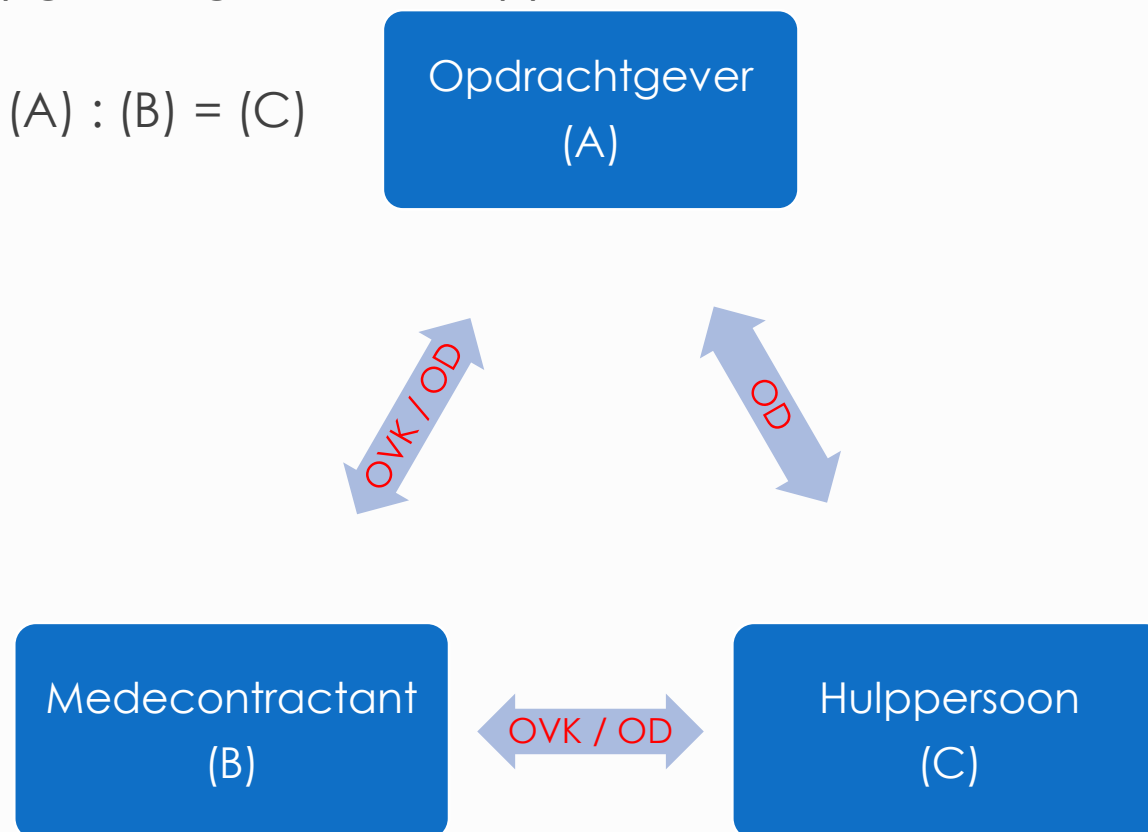 (A) : (B) = (C)
Opdrachtgever
(A)
OVK / OD
OD
Medecontractant
(B)
OVK / OD
Hulppersoon
(C)